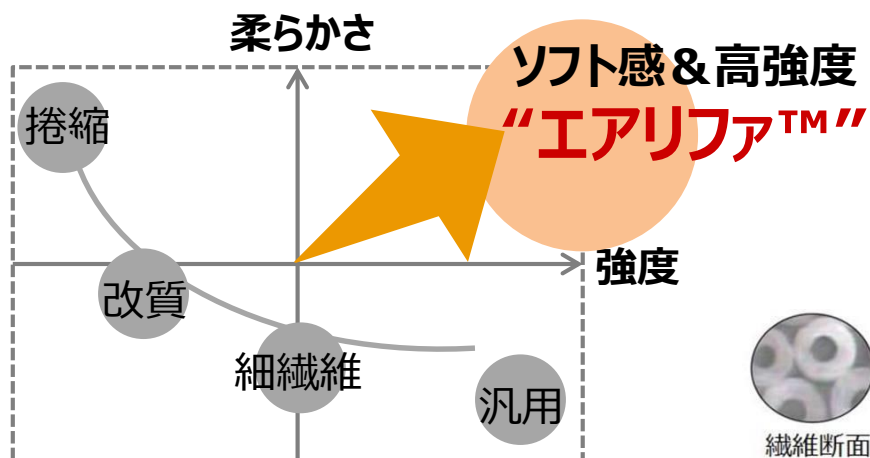 柔らかさ
ソフト感＆高強度
“エアリファ™”
捲縮
強度
改質
細繊維
汎用
繊維断面